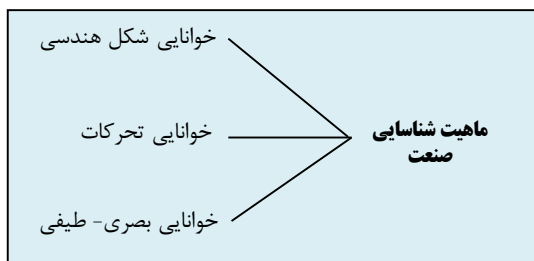 خوانایی شکل هندسی
خوانایی تحرکات
ماهیت شناسایی
صنعت
خوانایی بصری- طیفی